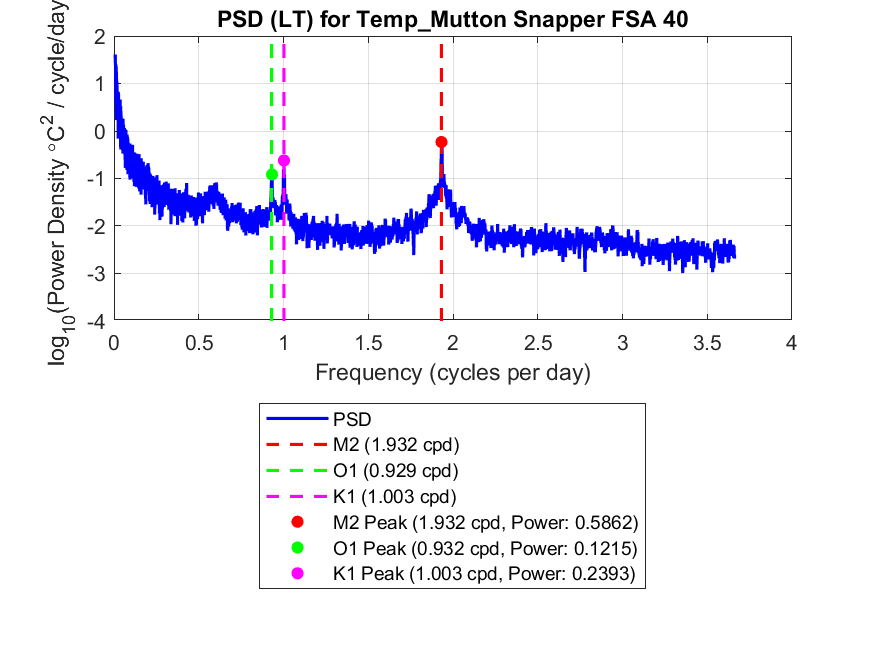 PSD (LT) for Temp_Mutton Snapper FSA 40
log10(Power Density °C2 / cycle/day
2
1
0
-1
-2
-3
-4
0 0.5 1 1.5 2 2.5 3 3.5 4
Frequency (cycles per day)
PSD
M2 (1.932 cpd)
O1 (0.929 cpd)
K1 (1.003 cpd)
M2 Peak (1.932 cpd, Power: 0.5862)
O1 Peak (0.932 cpd, Power: 0.1215)
K1 Peak (1.003 cpd, Power: 0.2393)